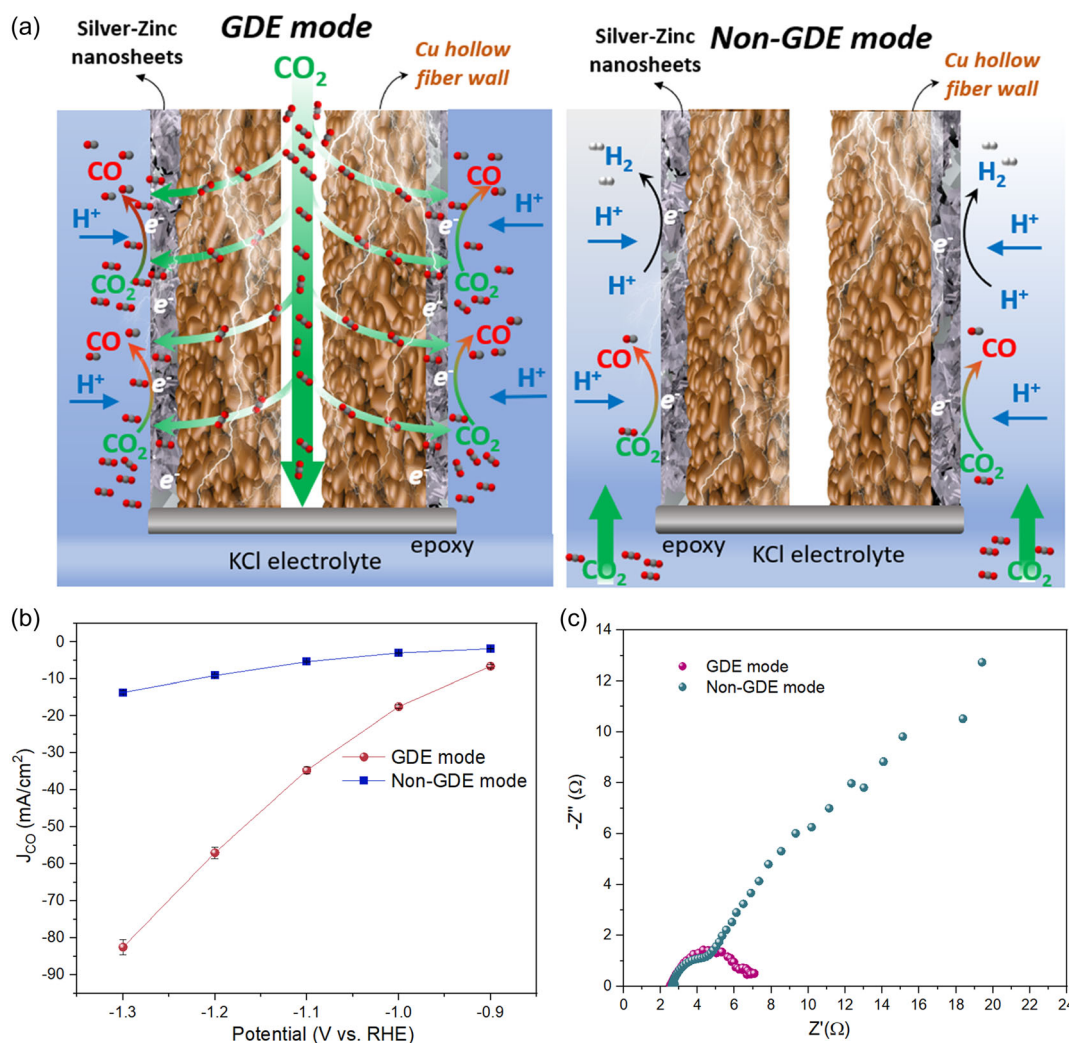 (a)
Silver-Zinc
nanosheets
GDE mode
CO2
Cu hollow
fiber wall
CO
H+
e-
CO2
e-
CO
H+
e-
CO2
e-
CO
e-
H+
CO2
e-
CO
e-
H+
CO2
e-
epoxy
KCl electrolyte
Silver-Zinc
nanosheets
Non-GDE mode
Cu hollow
fiber wall
H2
H+
e-
H+
CO
H+
e-
CO2
H2
e-
H+
H+
CO
e-
H+
CO2
epoxy
KCl electrolyte
CO2
CO2
(b)
0
-10
-20
-30
-40
-50
-60
-70
-80
-90
JCO (mA/cm2)
GDE mode
Non-GDE mode
-1.3 -1.2 -1.1 -1.0 -0.9
Potential (V vs. RHE)
(c)
14
12
10
8
6
4
2
0
-Z'' (Ω)
GDE mode
Non-GDE mode
0 2 4 6 8 10 12 14 16 18 20 22 24
Z'(Ω)